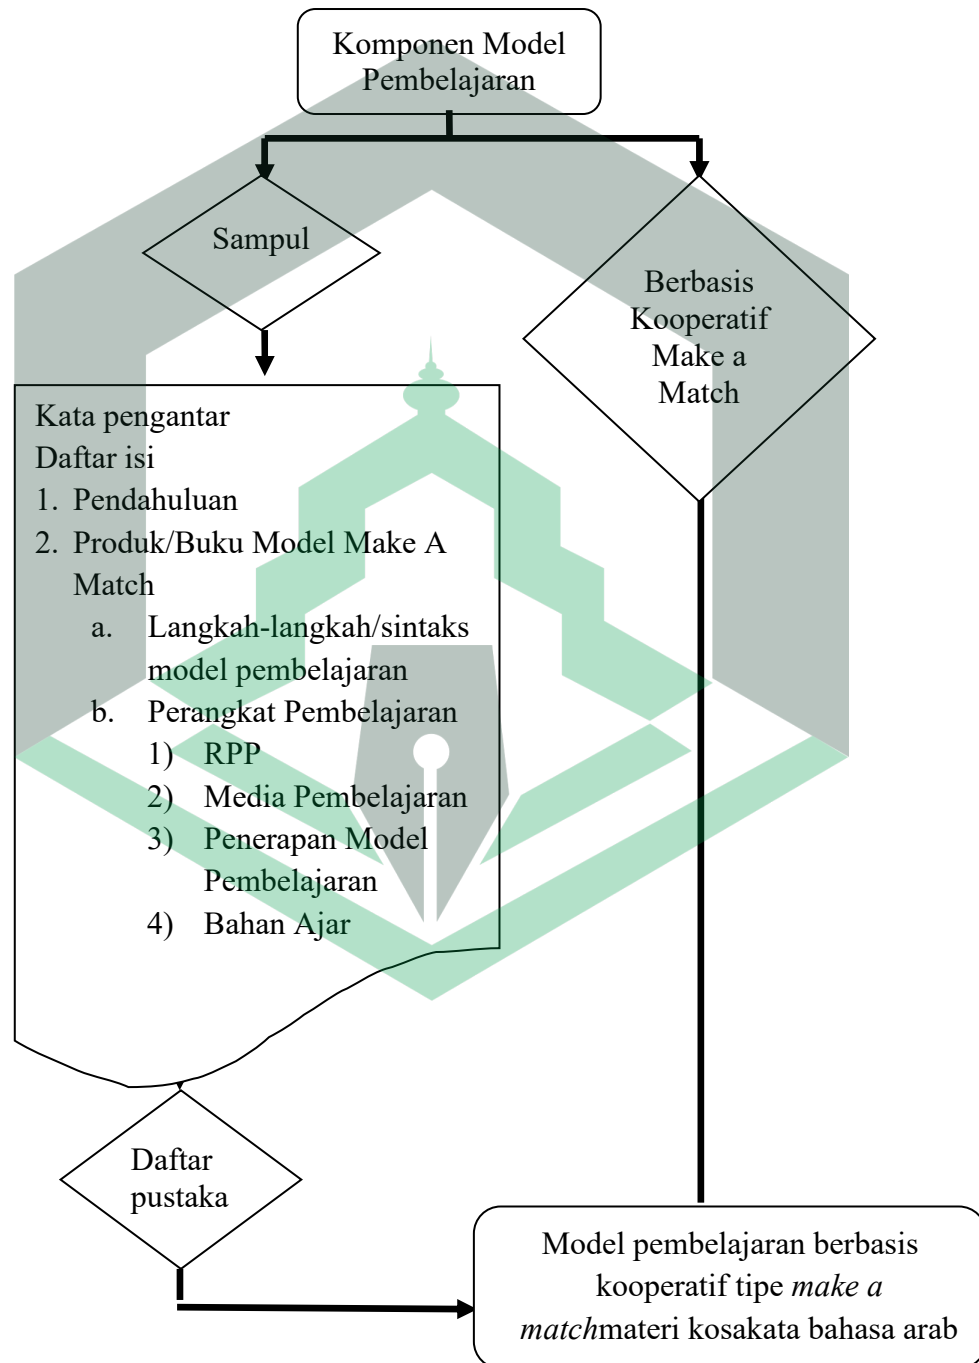 Komponen Model
Pembelajaran
Sampul
Berbasis
Kooperatif
Make a
Match
Kata pengantar
Daftar isi
1. Pendahuluan
2. Produk/Buku Model Make A
Match
a. Langkah-langkah/sintaks
model pembelajaran
b. Perangkat Pembelajaran
1) RPP
2) Media Pembelajaran
3) Penerapan Model
Pembelajaran
4) Bahan Ajar
Daftar
pustaka
Model pembelajaran berbasis
kooperatif tipe make a
matchmateri kosakata bahasa arab